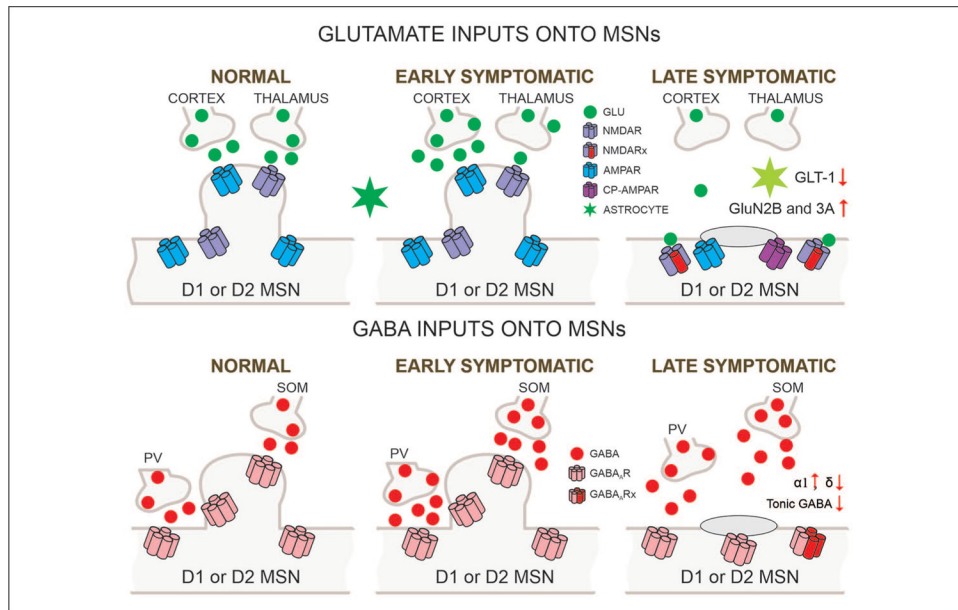 GLUTAMATE INPUTS ONTO MSNs
NORMAL
EARLY SYMPTOMATIC
LATE SYMPTOMATIC
CORTEX
THALAMUS
CORTEX
THALAMUS
CORTEX
THALAMUS
GLU
NMDAR
NMDARx
AMPAR
CP-AMPAR
ASTROCYTE
GLT-1 ↓
GluN2B and 3A ↑
D1 or D2 MSN
D1 or D2 MSN
D1 or D2 MSN
GABA INPUTS ONTO MSNs
NORMAL
EARLY SYMPTOMATIC
LATE SYMPTOMATIC
SOM
SOM
SOM
PV
PV
PV
GABA
GABAAR
GABAARx
α1 ↑, δ ↓
Tonic GABA ↓
D1 or D2 MSN
D1 or D2 MSN
D1 or D2 MSN